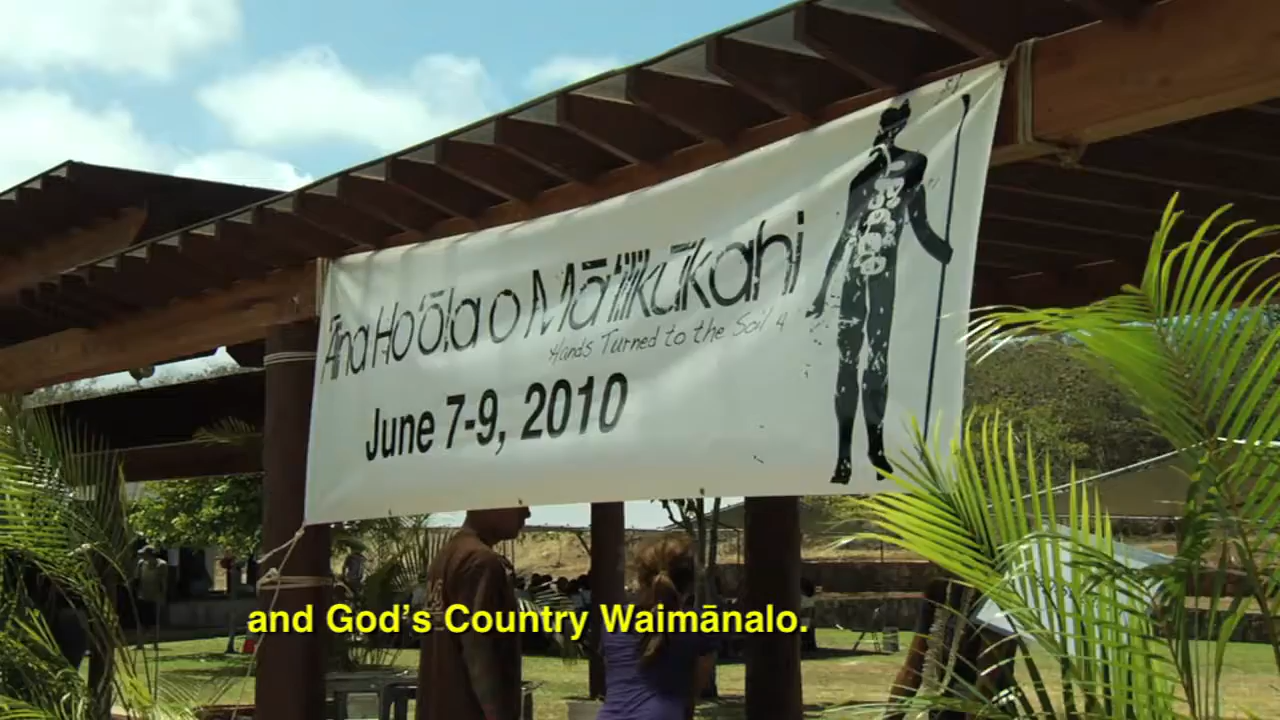 ʻĀina Hoʻōla o Māʻilikūkahi
Hands Turned to the Soil 4
June 7-9, 2010
and God’s Country Waimānalo.